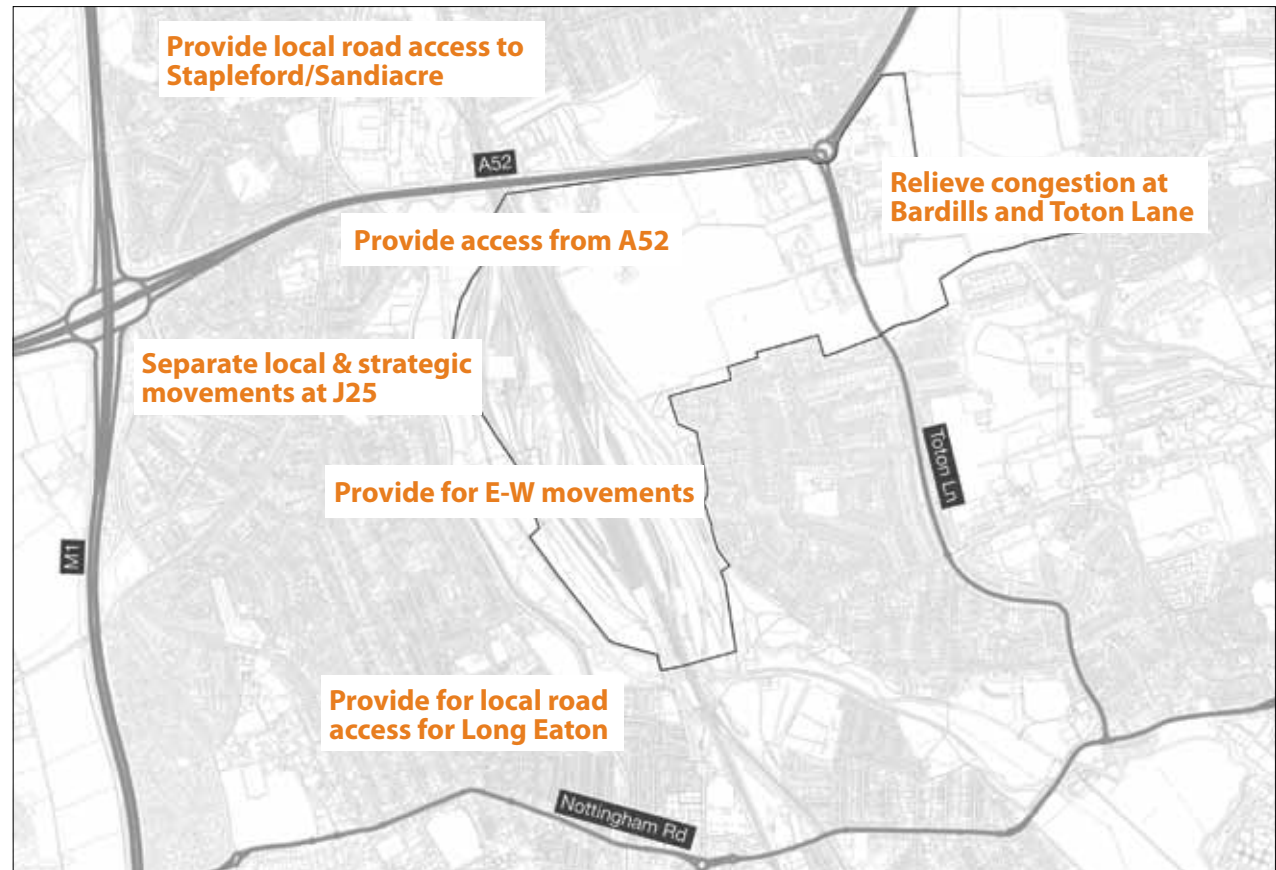 Provide local road access to
Stapleford/Sandiacre
A52
Relieve congestion at
Bardills and Toton Lane
Provide access from A52
Separate local & strategic
movements at J25
Toton Ln
Provide for E-W movements
M1
Provide for local road
access for Long Eaton
Nottingham Rd